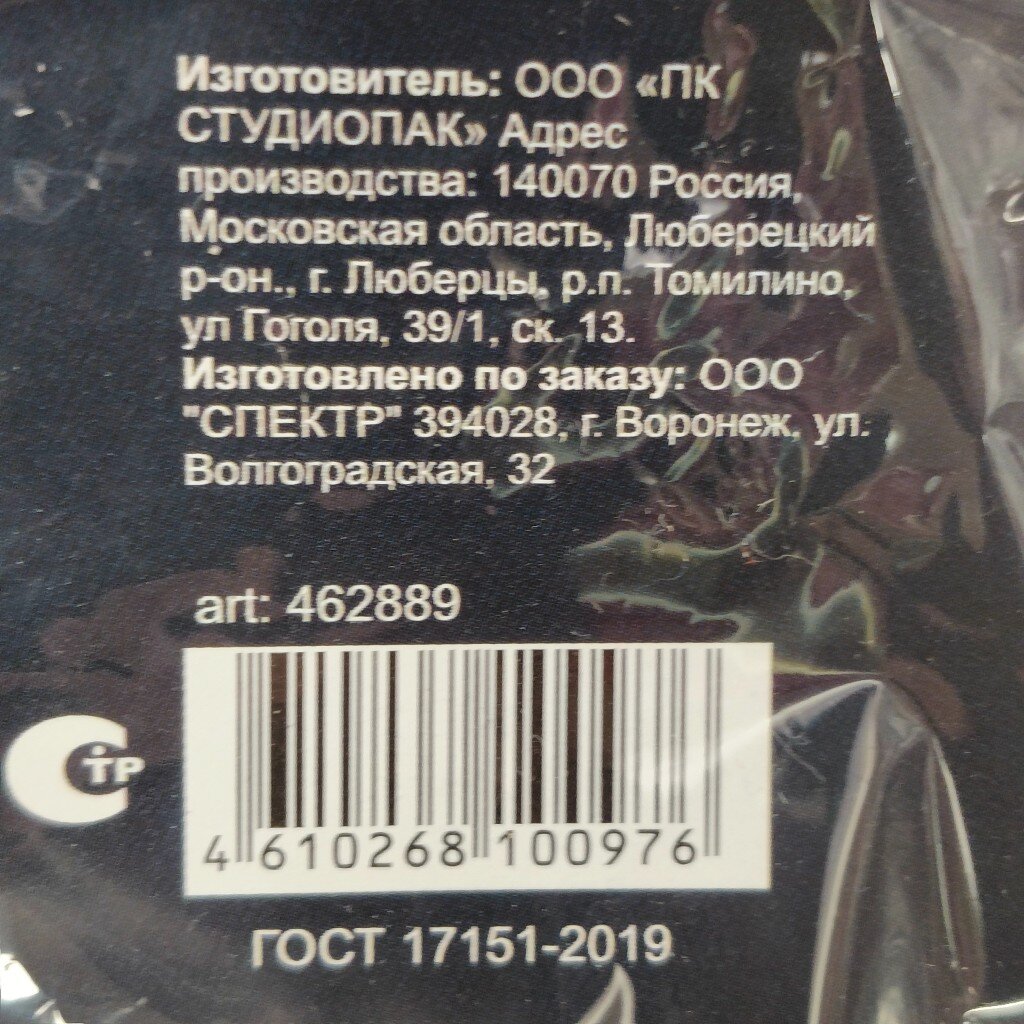 Изготовитель: ООО «ПК
СТУДИОПАК» Адрес
производства: 140070 Россия,
Московская область, Люберецкий
р-он., г. Люберцы, р.п. Томилино,
ул Гоголя, 39/1, ск. 13.
Изготовлено по заказу: ООО
"СПЕКТР" 394028, г. Воронеж, ул.
Волгоградская, 32
art: 462889
СТР
4 610268 100976
ГОСТ 17151-2019